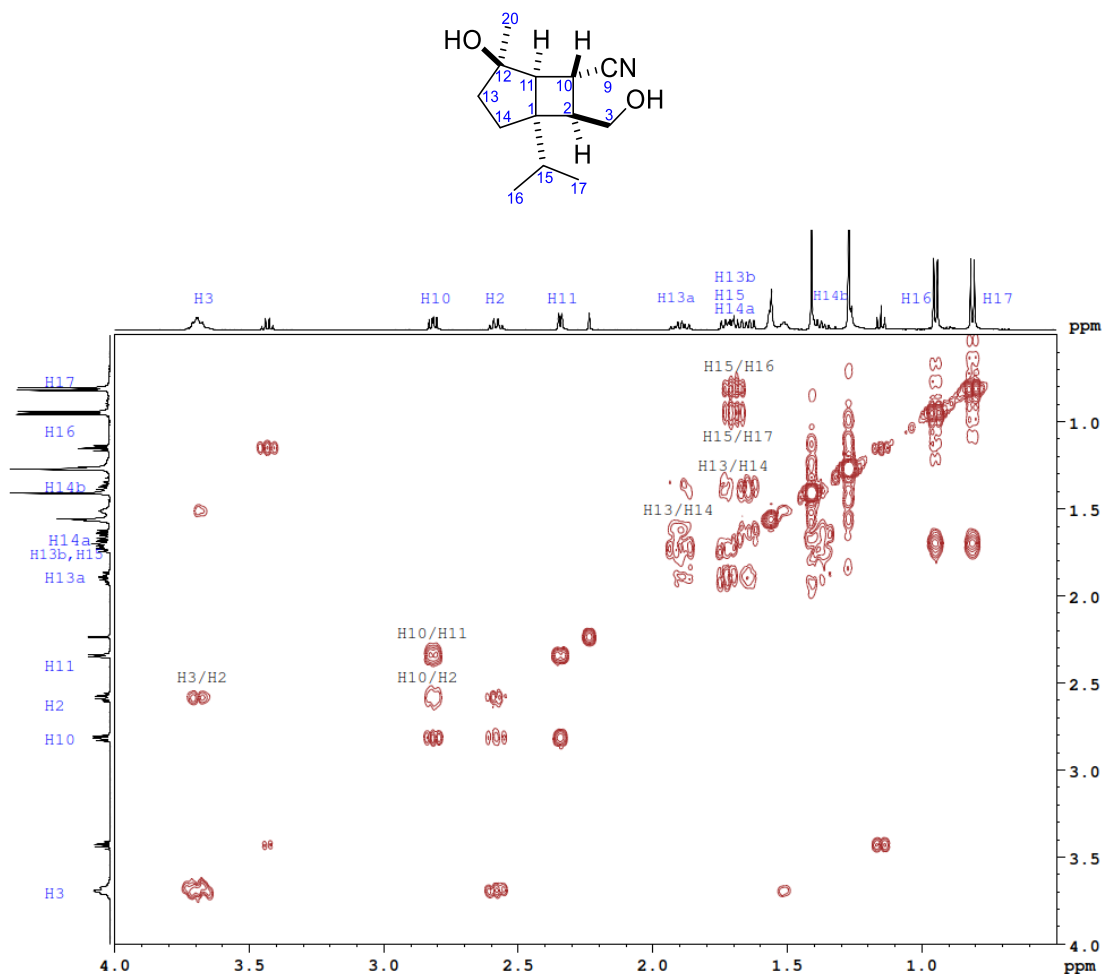 20
HO
H
H
12
11
10
CN
9
OH
13
1
2
3
14
H
15
16
17
H3
H10
H2
H11
H13a
H13b
H15
H14a
H14b
H16
H17
ppm
H17
H16
H14b
H14a
H13b,H15
H13a
H11
H2
H10
H3
H15/H16
H15/H17
H13/H14
H13/H14
H10/H11
H3/H2
H10/H2
1.0
1.5
2.0
2.5
3.0
3.5
4.0
4.0
3.5
3.0
2.5
2.0
1.5
1.0
ppm